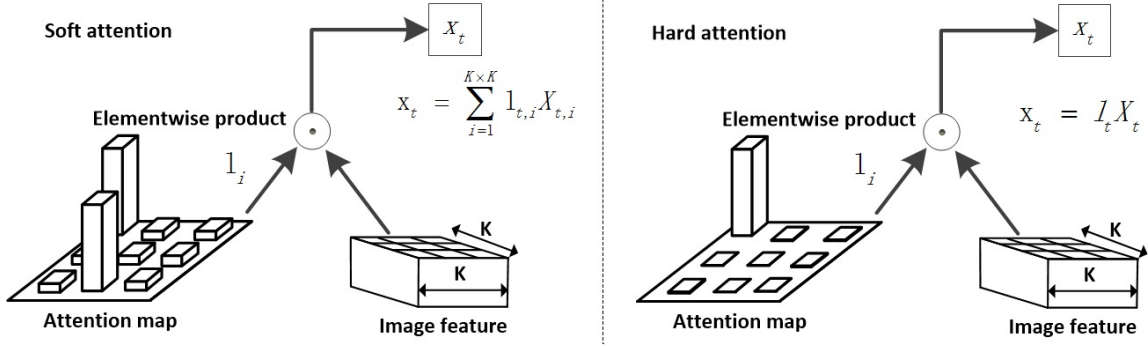 Soft attention
X_t
x_t = \sum_{i=1}^{K×K} l_{t,i} X_{t,i}
Elementwise product
l_i
K
K
Attention map
Image feature
Hard attention
X_t
x_t = l_t X_t
Elementwise product
l_i
K
K
Attention map
Image feature